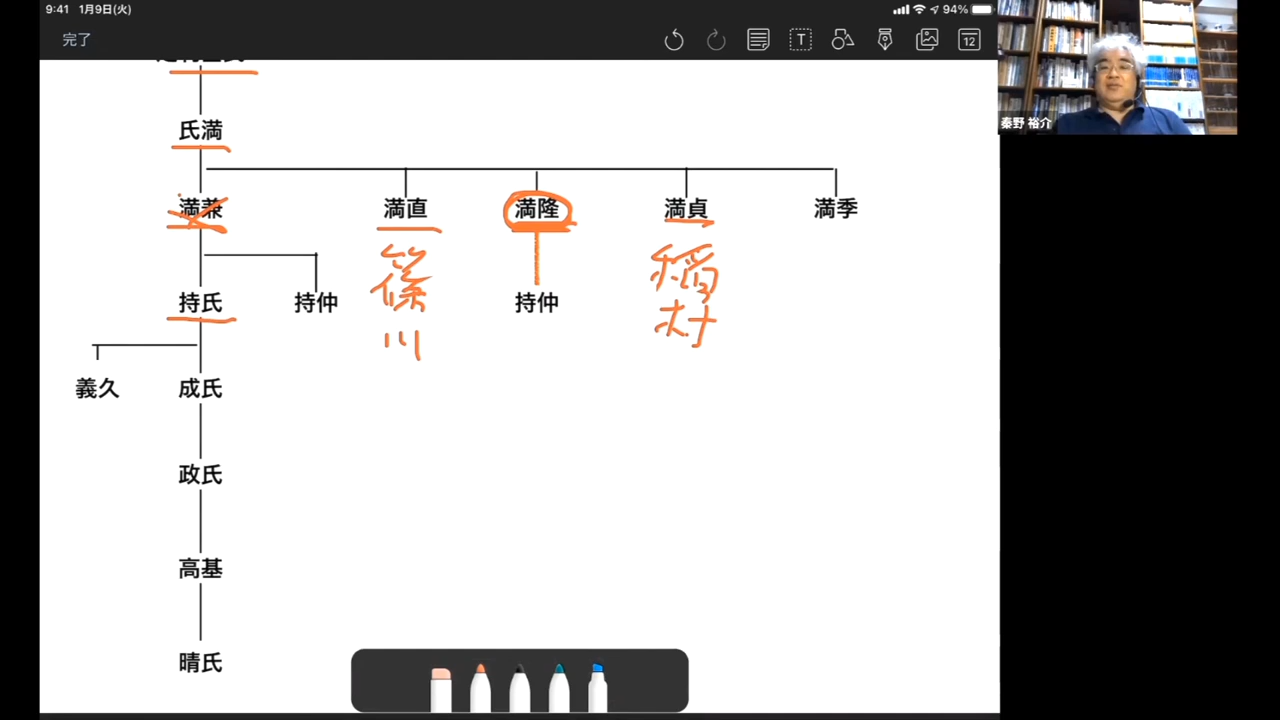 9:41 1月9日(火) 94%
完了 T 12
氏満
満兼 満直 満隆 満貞 満季
篠川 稲村
持氏 持仲 持仲
義久 成氏
政氏
高基
晴氏
秦野 裕介